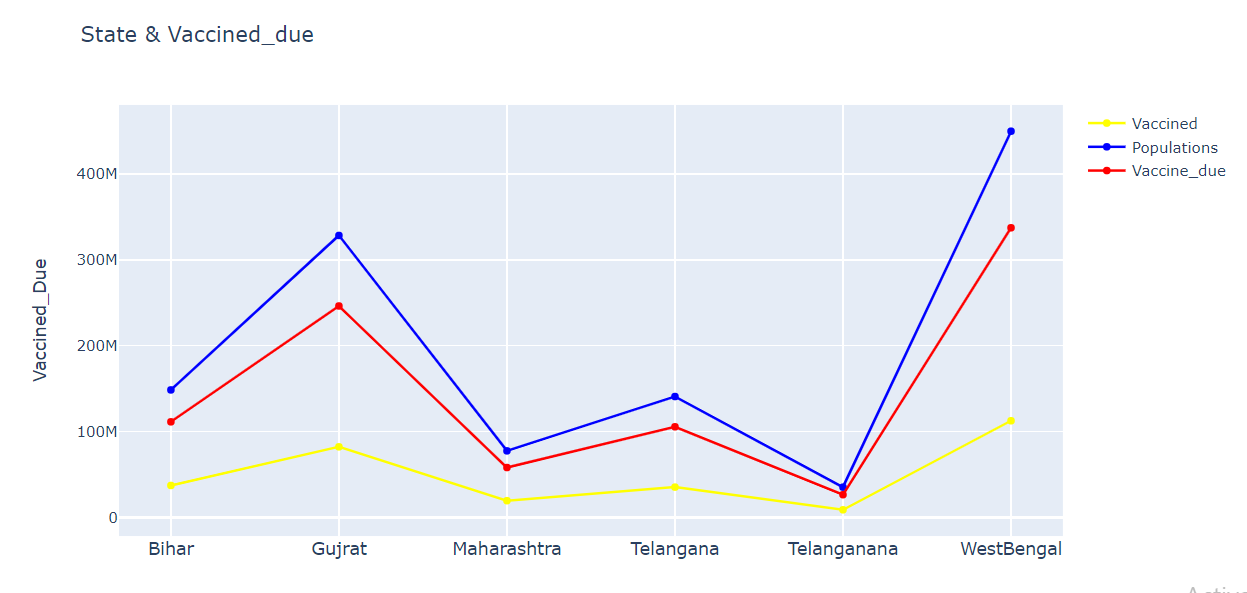 State & Vaccined_due
Vaccined
Populations
Vaccine_due
400M
300M
200M
100M
0
Vaccined_Due
Bihar Gujrat Maharashtra Telangana Telanganana WestBengal